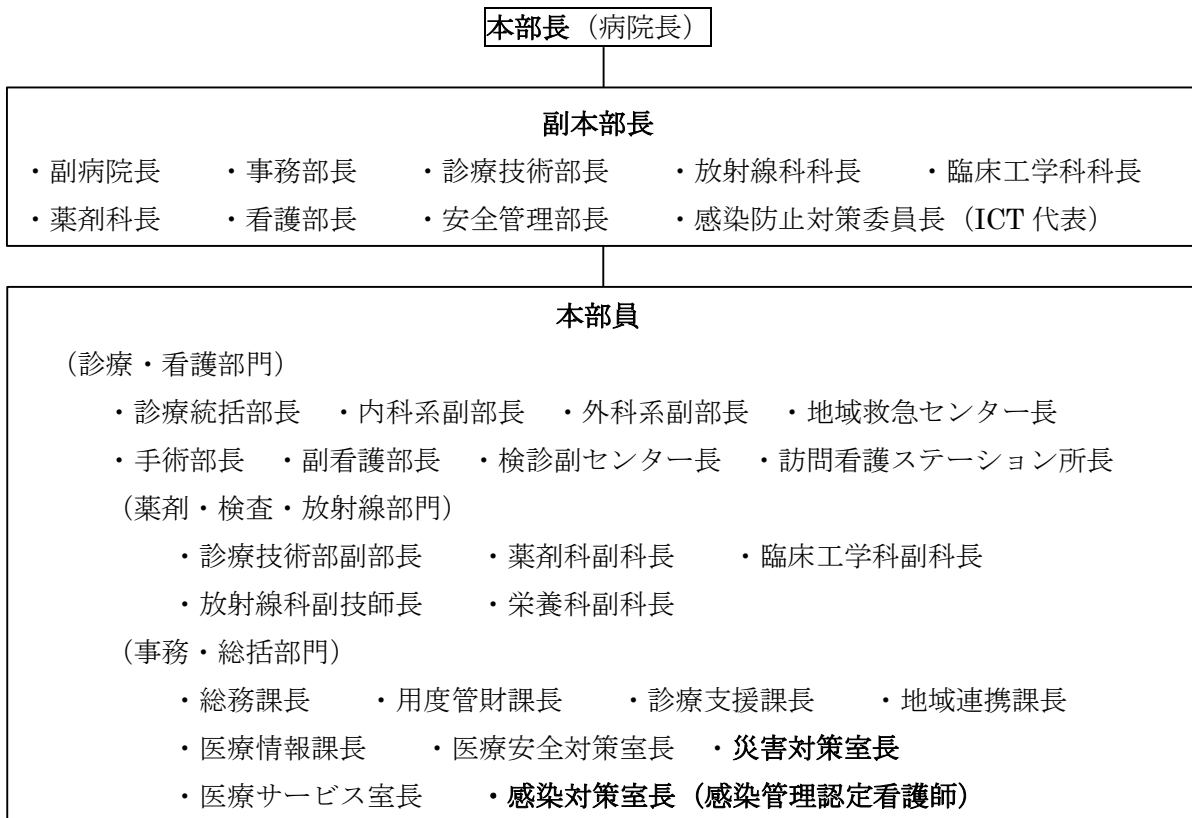 本部長（病院長）
副本部長
・副病院長　・事務部長　・診療技術部長　・放射線科科長　・臨床工学科科長
・薬剤科長　・看護部長　・安全管理部長　・感染防止対策委員長（ICT 代表）
本部員
（診療・看護部門）
・診療統括部長　・内科系副部長　・外科系副部長　・地域救急センター長
・手術部長　・副看護部長　・検診副センター長　・訪問看護ステーション所長
（薬剤・検査・放射線部門）
・診療技術部副部長　・薬剤科副科長　・臨床工学科副科長
・放射線科副技師長　・栄養科副科長
（事務・総括部門）
・総務課長　・用度管財課長　・診療支援課長　・地域連携課長
・医療情報課長　・医療安全対策室長　・災害対策室長
・医療サービス室長　・感染対策室長（感染管理認定看護師）